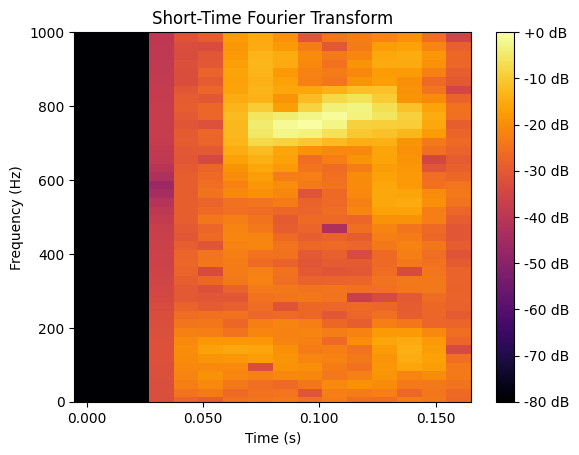 Short-Time Fourier Transform
1000
800
600
400
200
0
Frequency (Hz)
0.000
0.050
0.100
0.150
Time (s)
+0 dB
-10 dB
-20 dB
-30 dB
-40 dB
-50 dB
-60 dB
-70 dB
-80 dB